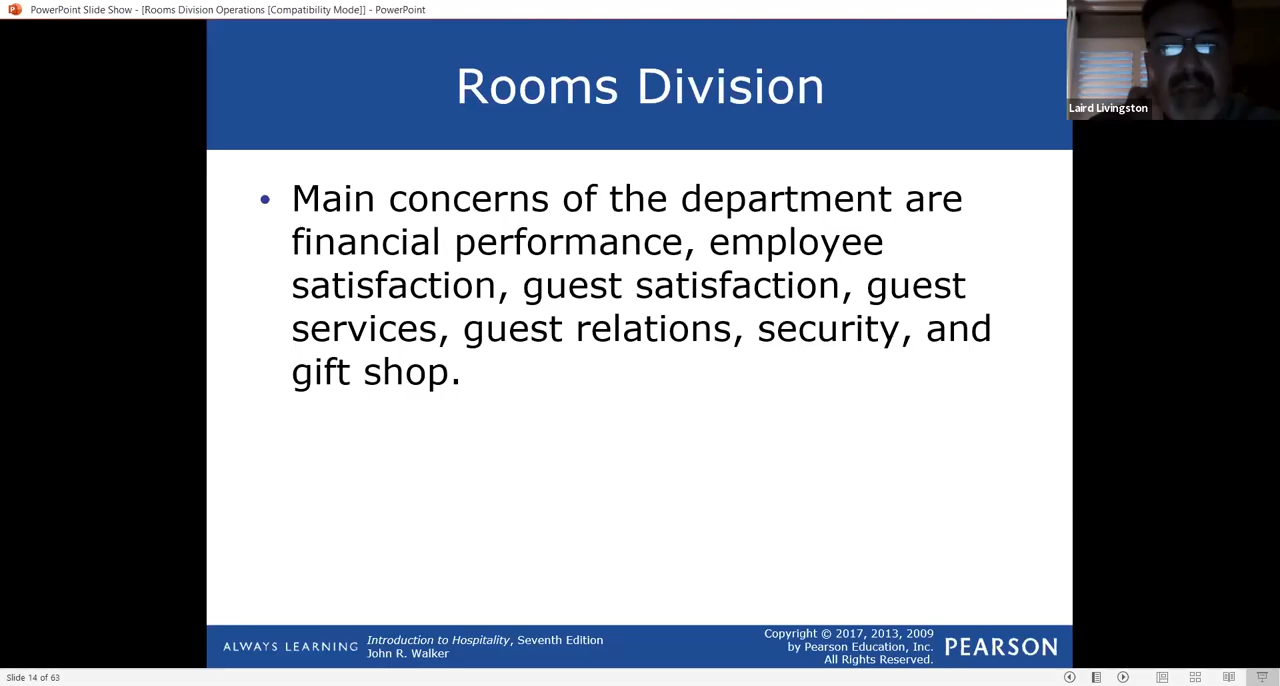 PowerPoint Slide Show - [Rooms Division Operations [Compatibility Mode]] - PowerPoint
Laird Livingston
Rooms Division
• Main concerns of the department are
financial performance, employee
satisfaction, guest satisfaction, guest
services, guest relations, security, and
gift shop.
ALWAYS LEARNING
Introduction to Hospitality, Seventh Edition
John R. Walker
Copyright © 2017, 2013, 2009
by Pearson Education, Inc.
All Rights Reserved.
PEARSON
Slide 14 of 63